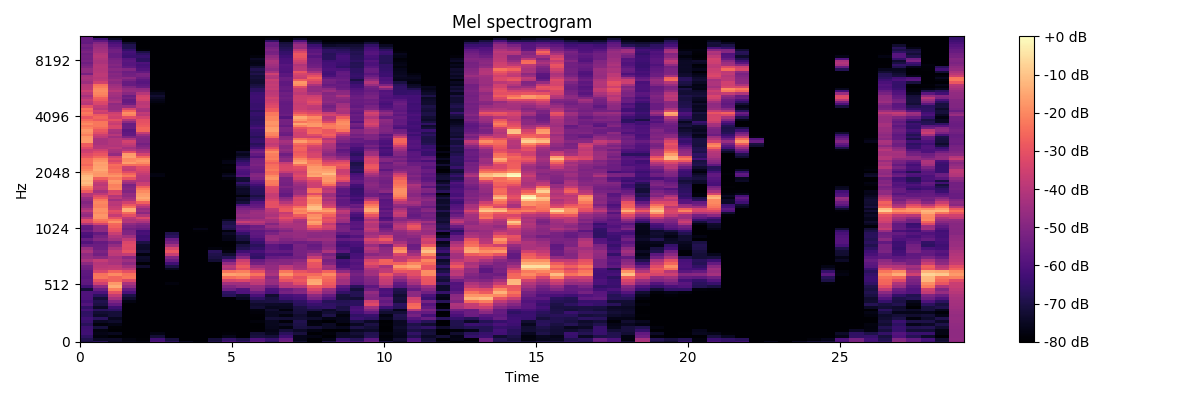 Mel spectrogram
8192
4096
2048
1024
512
0
Hz
0 5 10 15 20 25
Time
+0 dB
-10 dB
-20 dB
-30 dB
-40 dB
-50 dB
-60 dB
-70 dB
-80 dB